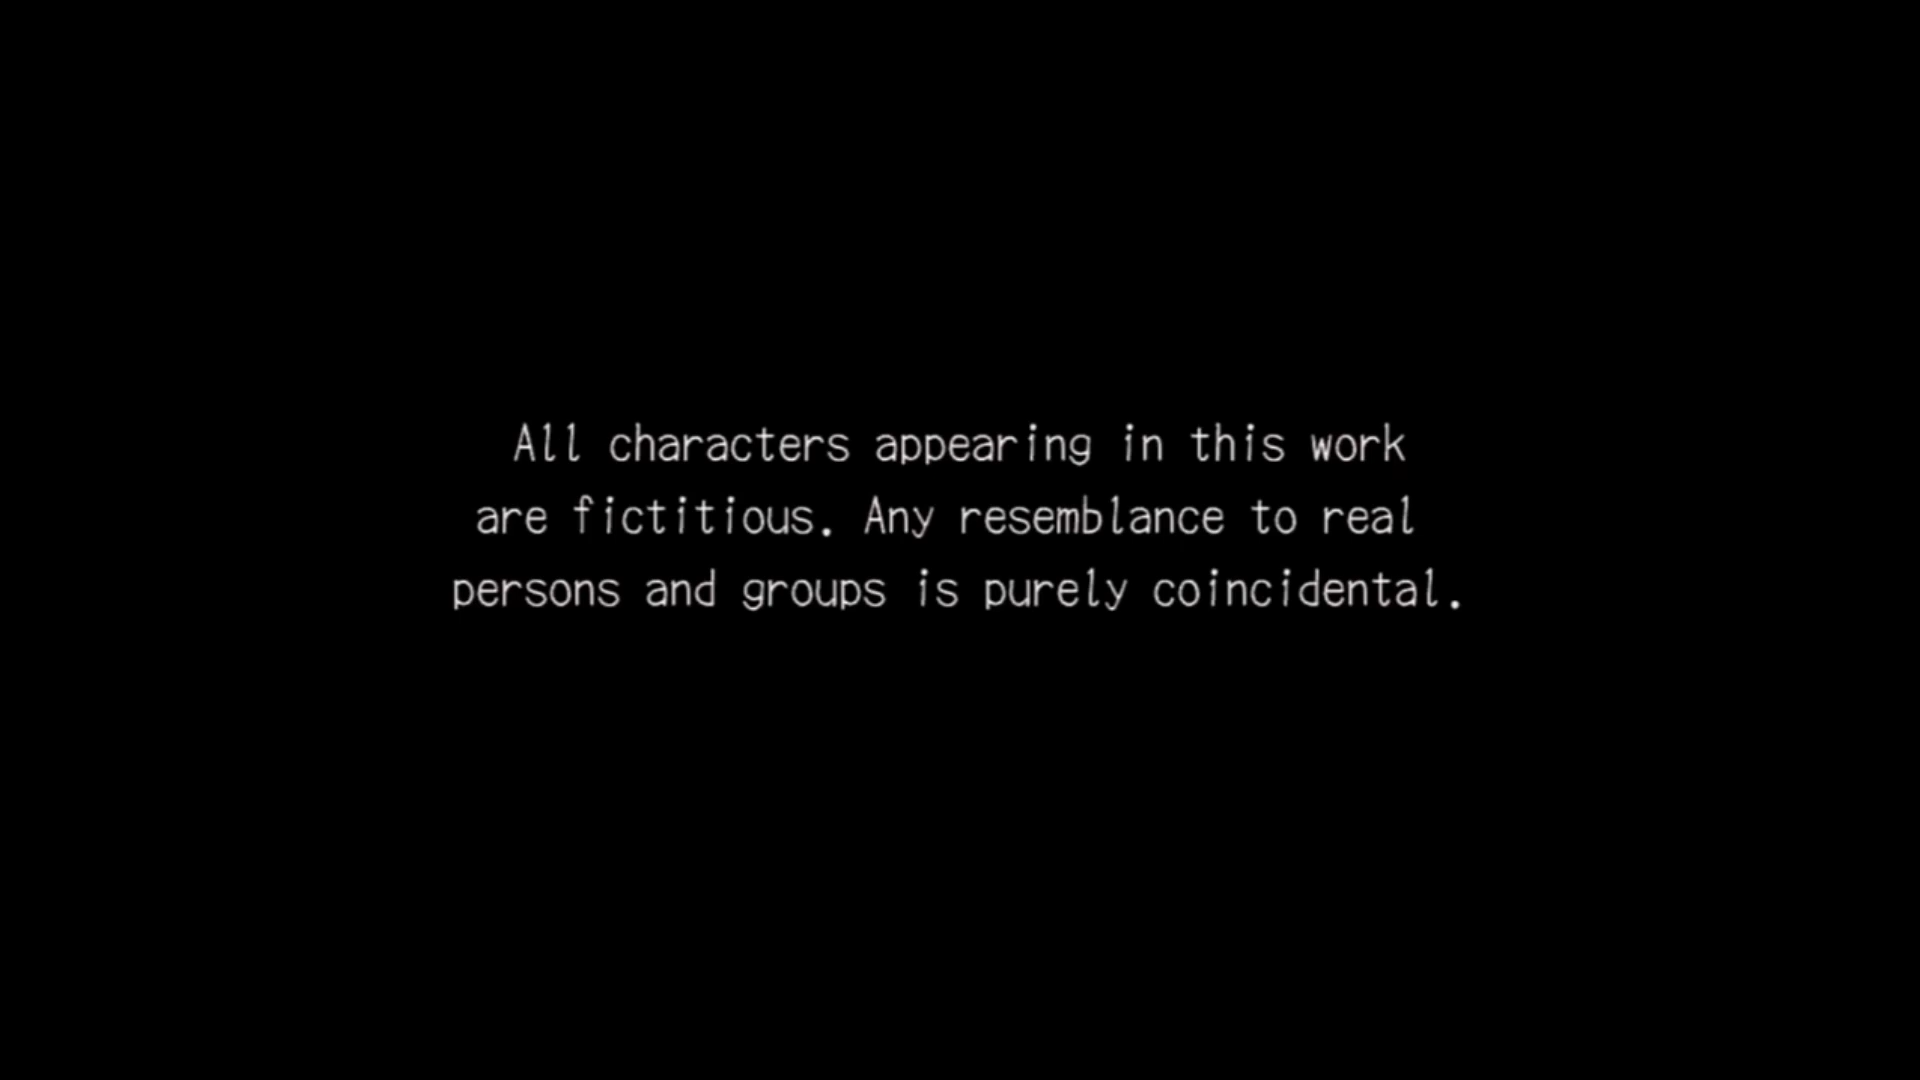 All characters appearing in this work
are fictitious. Any resemblance to real
persons and groups is purely coincidental.